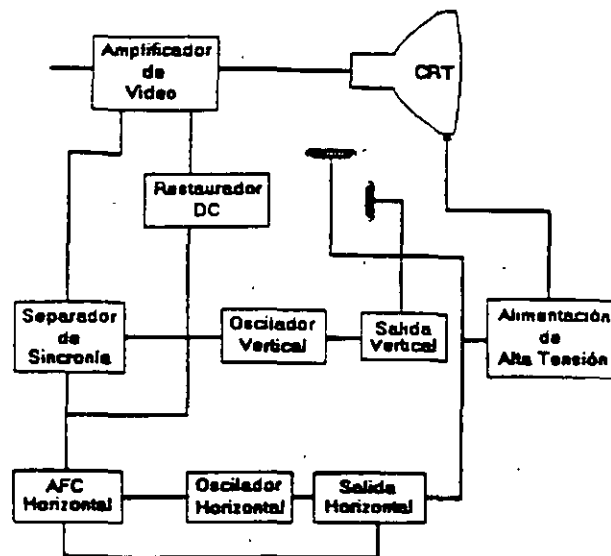 Amplificador
de
Video
CRT
Restaurador
DC
Separador
de
Sincronía
Oscilador
Vertical
Salida
Vertical
Alimentación
de
Alta Tensión
AFC
Horizontal
Oscilador
Horizontal
Salida
Horizontal